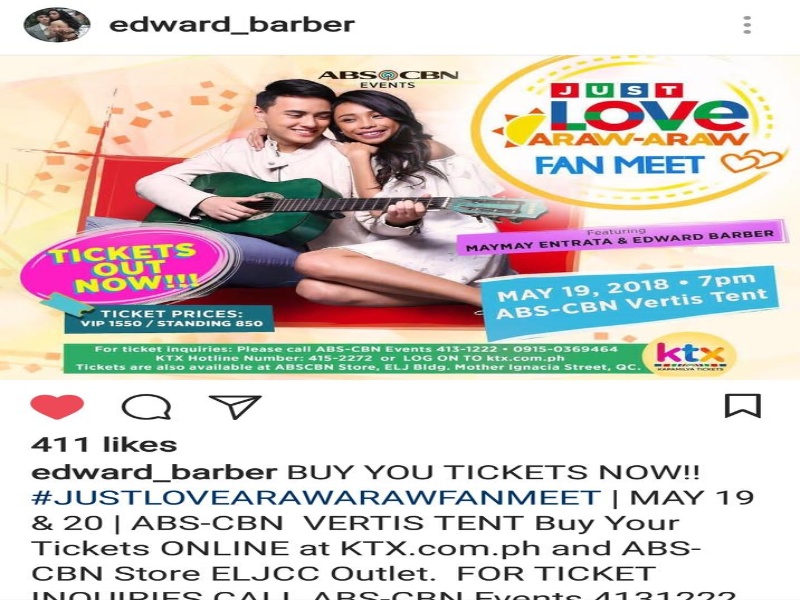 edward_barber
ABS-CBN
EVENTS
JUST
LOVE
ARAW-ARAW
FAN MEET
Featuring
MAYMAY ENTRATA & EDWARD BARBER
MAY 19, 2018 • 7pm
ABS-CBN Vertis Tent
TICKETS
OUT
NOW!!!
TICKET PRICES:
VIP 1550 / STANDING 850
For ticket inquiries: Please call ABS-CBN Events 413-1222 • 0915-0369464
KTX Hotline Number: 415-2272 or LOG ON TO ktx.com.ph
Tickets are also available at ABSCBN Store, ELJ Bldg. Mother Ignacia Street, QC.
ktx
KAPAMILYA TICKETS
411 likes
edward_barber BUY YOU TICKETS NOW!!
#JUSTLOVEARAWARAWFANMEET | MAY 19
& 20 | ABS-CBN VERTIS TENT Buy Your
Tickets ONLINE at KTX.com.ph and ABS-
CBN Store ELJCC Outlet. FOR TICKET
INQUIRIES CALL ABS-CBN Events 4131222